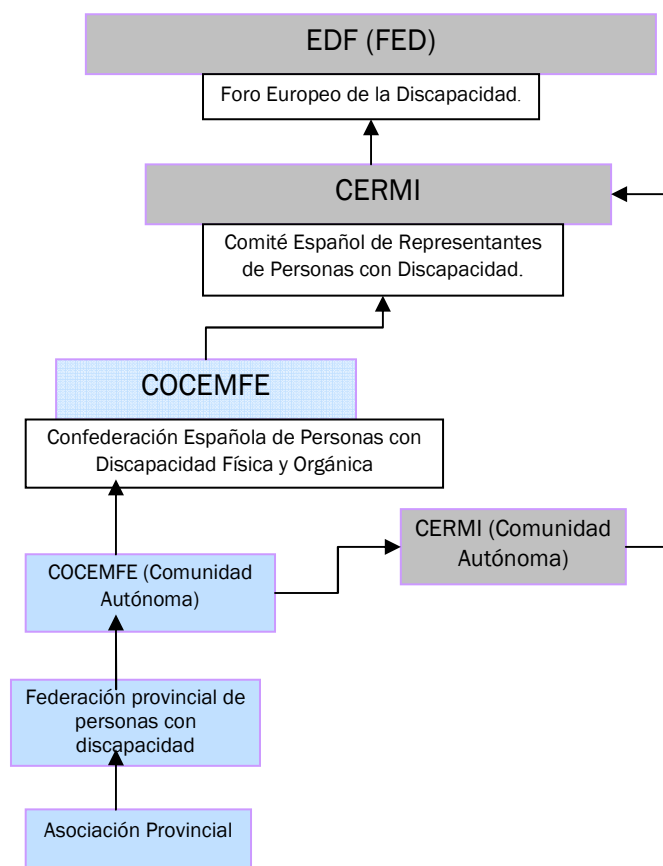 EDF (FED)
Foro Europeo de la Discapacidad.
CERMI
Comité Español de Representantes
de Personas con Discapacidad.
COCEMFE
Confederación Española de Personas con
Discapacidad Física y Orgánica
CERMI (Comunidad
Autónoma)
COCEMFE (Comunidad
Autónoma)
Federación provincial de
personas con
discapacidad
Asociación Provincial